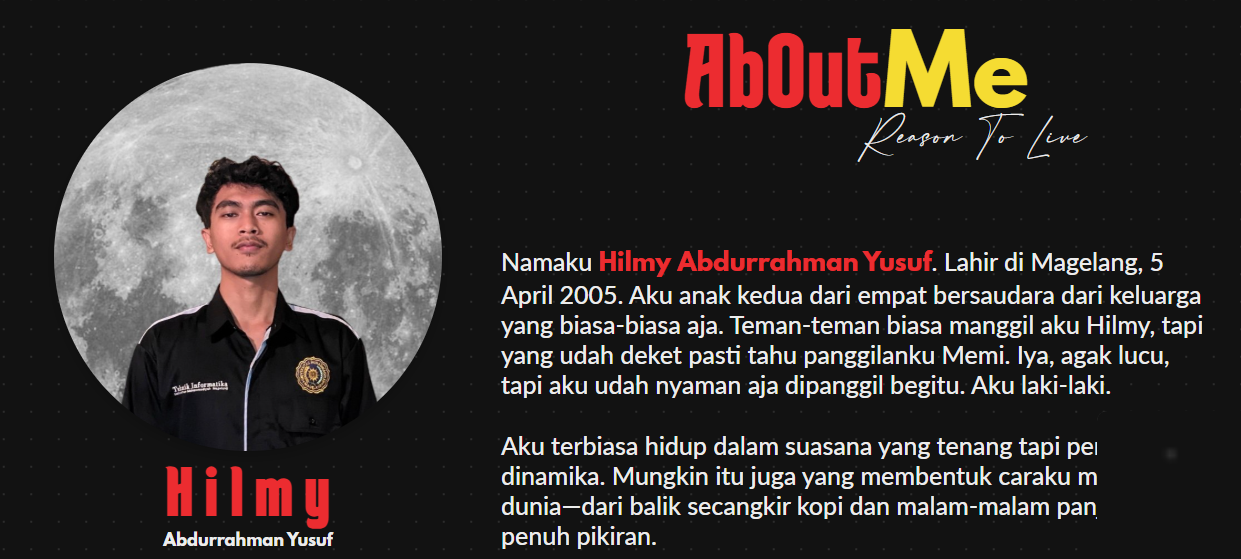 AbOutMe
Reason To Live
Namaku Hilmy Abdurrahman Yusuf. Lahir di Magelang, 5
April 2005. Aku anak kedua dari empat bersaudara dari keluarga
yang biasa-biasa aja. Teman-teman biasa manggil aku Hilmy, tapi
yang udah deket pasti tahu panggilanku Memi. Iya, agak lucu,
tapi aku udah nyaman aja dipanggil begitu. Aku laki-laki.
Aku terbiasa hidup dalam suasana yang tenang tapi
dinamika. Mungkin itu juga yang membentuk caraku
dunia—dari balik secangkir kopi dan malam-malam
penuh pikiran.
Teknik Informatika
Hilmy
Abdurrahman Yusuf